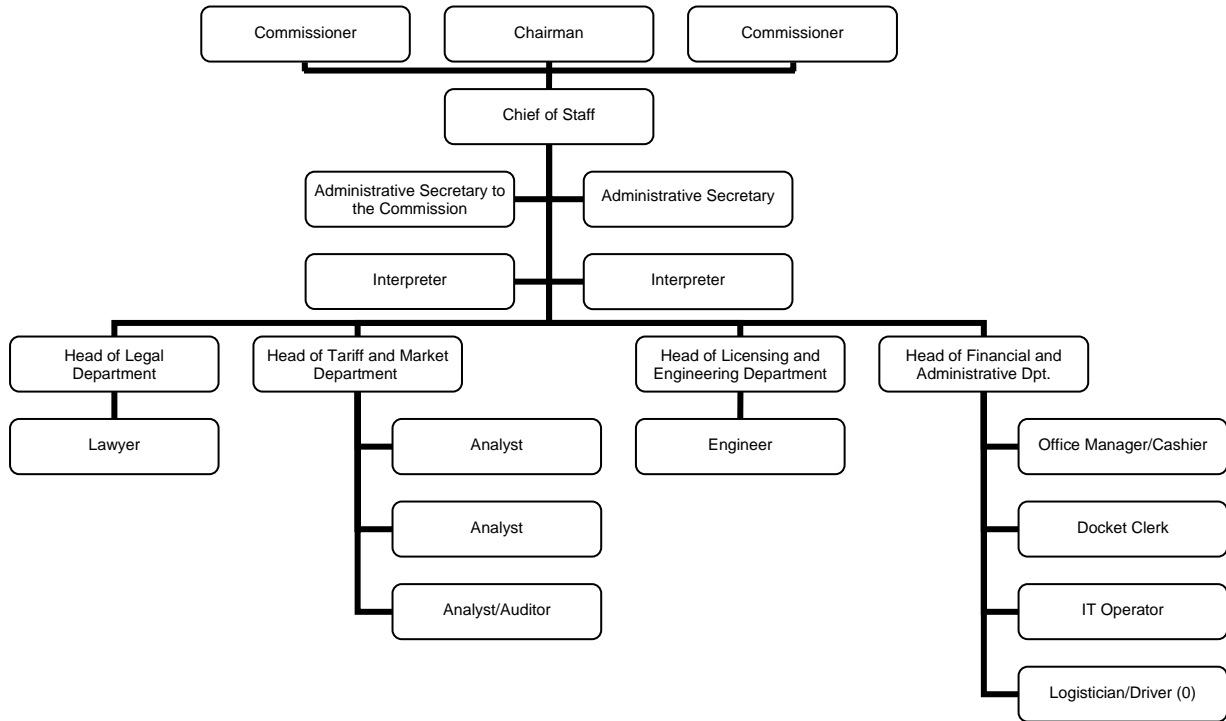 Commissioner
Chairman
Commissioner
Chief of Staff
Administrative Secretary to
the Commission
Administrative Secretary
Interpreter
Interpreter
Head of Legal
Department
Head of Tariff and Market
Department
Head of Licensing and
Engineering Department
Head of Financial and
Administrative Dpt.
Lawyer
Analyst
Engineer
Office Manager/Cashier
Analyst
Docket Clerk
Analyst/Auditor
IT Operator
Logistician/Driver (0)